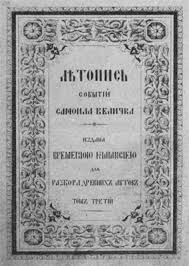 ЛѢТОПИСЬ
СОБЫТІЙ
САМОИЛА ВЕЛИЧКА
ИЗДАНА
ВРЕМЕННОЮ КОММИССІЕЮ
ДЛЯ
РАЗБОРА ДРЕВНИХЪ АКТОВЪ
ТОМЪ ТРЕТІЙ